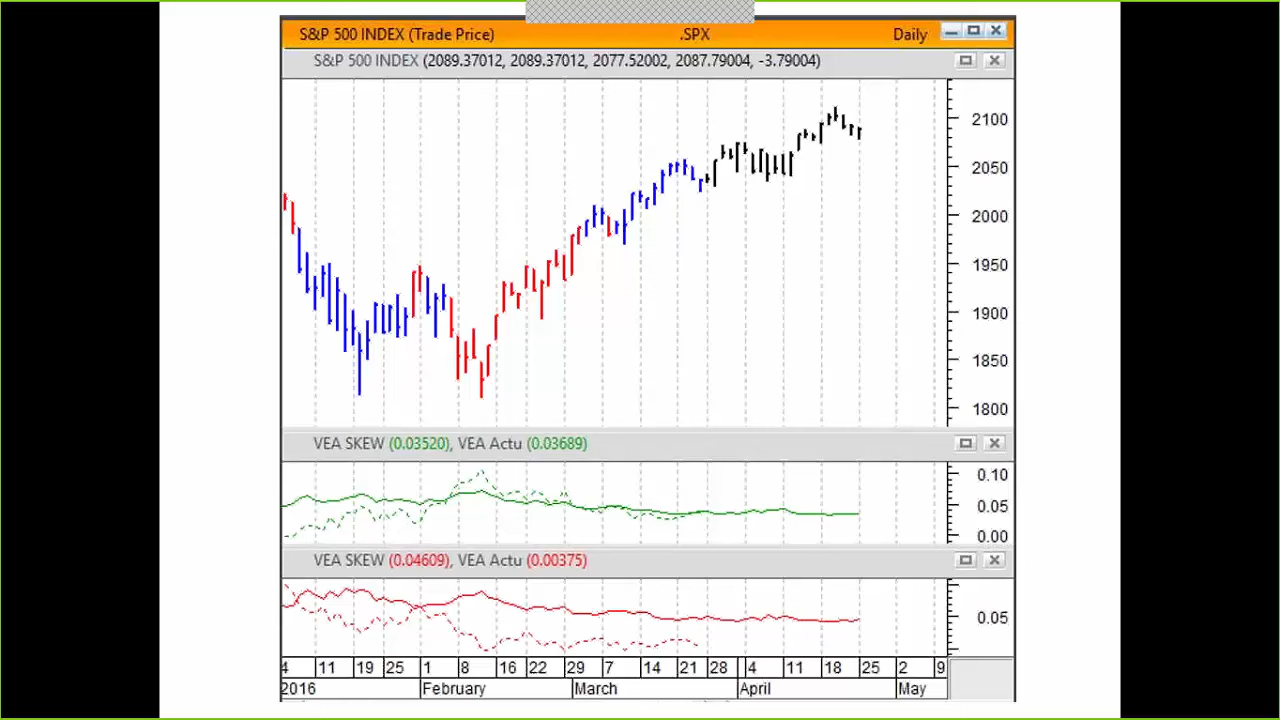 S&P 500 INDEX (Trade Price) .SPX Daily
S&P 500 INDEX (2089.37012, 2089.37012, 2077.52002, 2087.79004, -3.79004)
2100
2050
2000
1950
1900
1850
1800
VEA SKEW (0.03520), VEA Actu (0.03689)
0.10
0.05
0.00
VEA SKEW (0.04609), VEA Actu (0.00375)
0.05
4 11 19 25 1 8 16 22 29 7 14 21 28 4 11 18 25 2 9
2016 February March April May